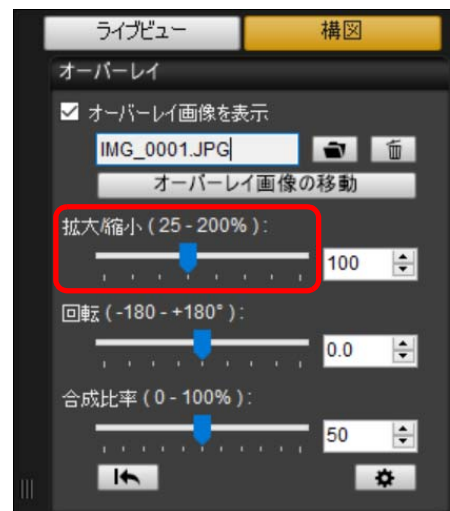 ライブビュー 構図
オーバーレイ
オーバーレイ画像を表示
IMG_0001.JPG
オーバーレイ画像の移動
拡大/縮小 ( 25 - 200% ) :
100
回転 ( -180 - +180° ) :
0.0
合成比率 ( 0 - 100% ) :
50